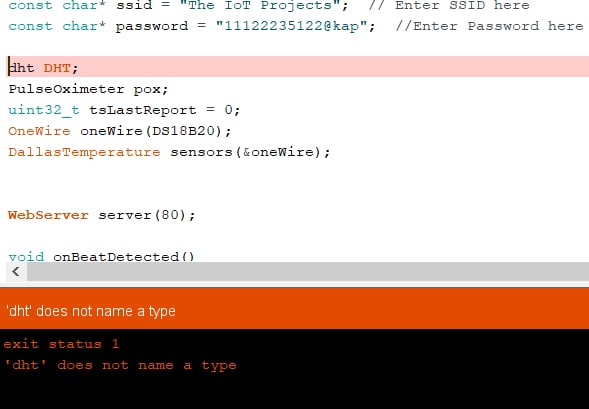 const char* ssid = "The IoT Projects";  // Enter SSID here
const char* password = "11122235122@kap";  //Enter Password here
dht DHT;
PulseOximeter pox;
uint32_t tsLastReport = 0;
OneWire oneWire(DS18B20);
DallasTemperature sensors(&oneWire);
WebServer server(80);
void onBeatDetected()
<
'dht' does not name a type
exit status 1
'dht' does not name a type